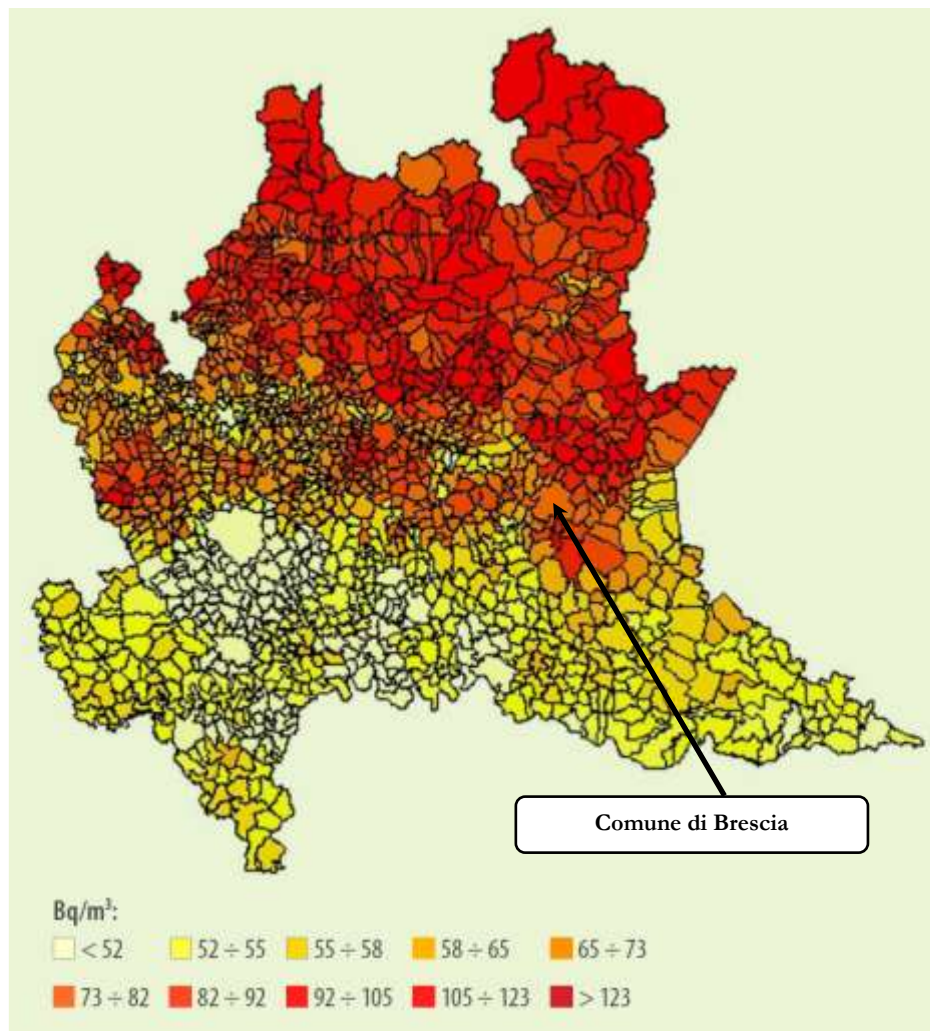 Comune di Brescia
Bq/m³:
< 52 52 ÷ 55 55 ÷ 58 58 ÷ 65 65 ÷ 73
73 ÷ 82 82 ÷ 92 92 ÷ 105 105 ÷ 123 > 123